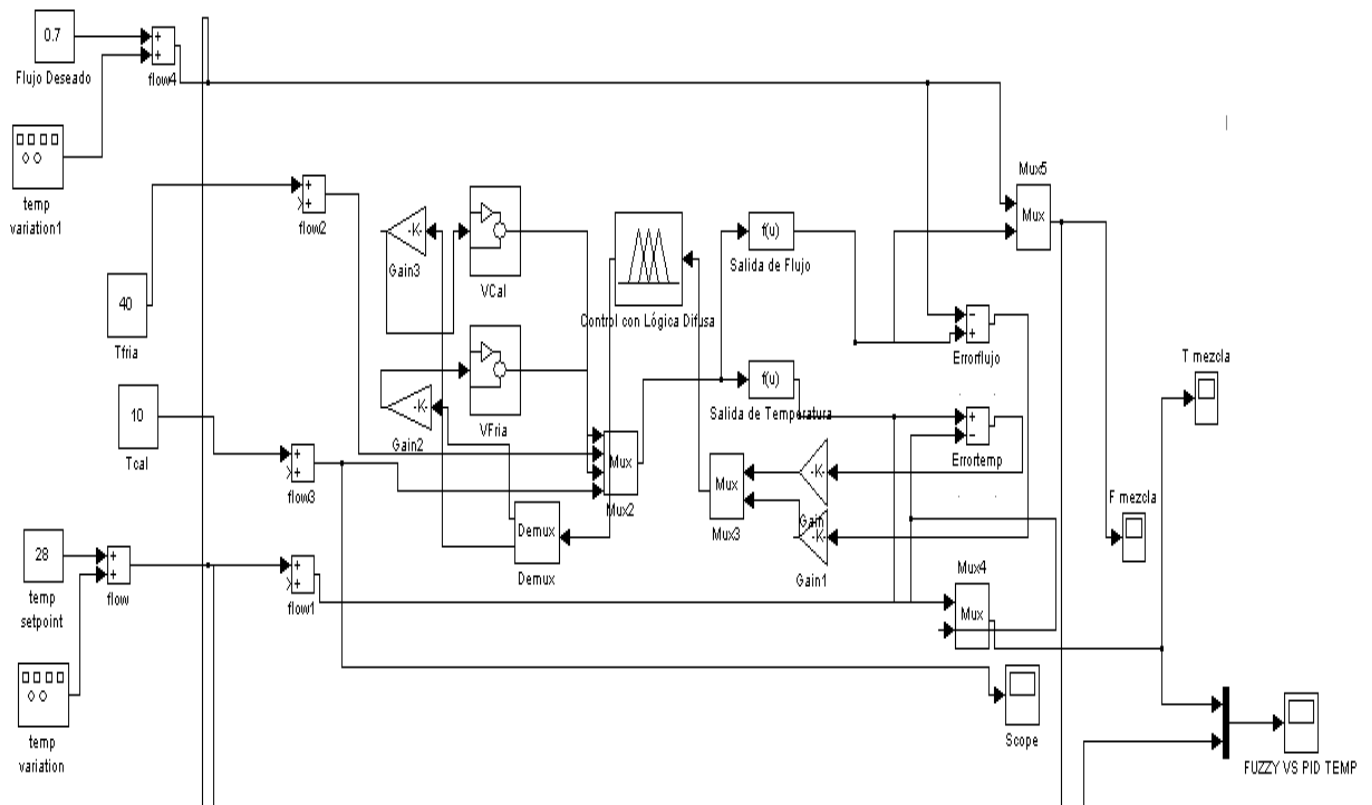 0.7
Flujo Deseado
+
+
flow4
temp
variation1
+
+
flow2
40
Tfria
10
Tcal
+
+
flow3
28
temp
setpoint
+
+
flow
+
+
flow1
temp
variation
-K-
Gain3
VCal
-K-
Gain2
VFria
Control con Lógica Difusa
Mux
Mux2
Demux
Demux
f(u)
Salida de Flujo
f(u)
Salida de Temperatura
Mux
Mux3
-K-
Gain
-K-
Gain1
Mux5
Mux
−
+
Errorflujo
+
−
Errortemp
Mux4
Mux
T mezcla
F mezcla
Scope
FUZZY VS PID TEMP